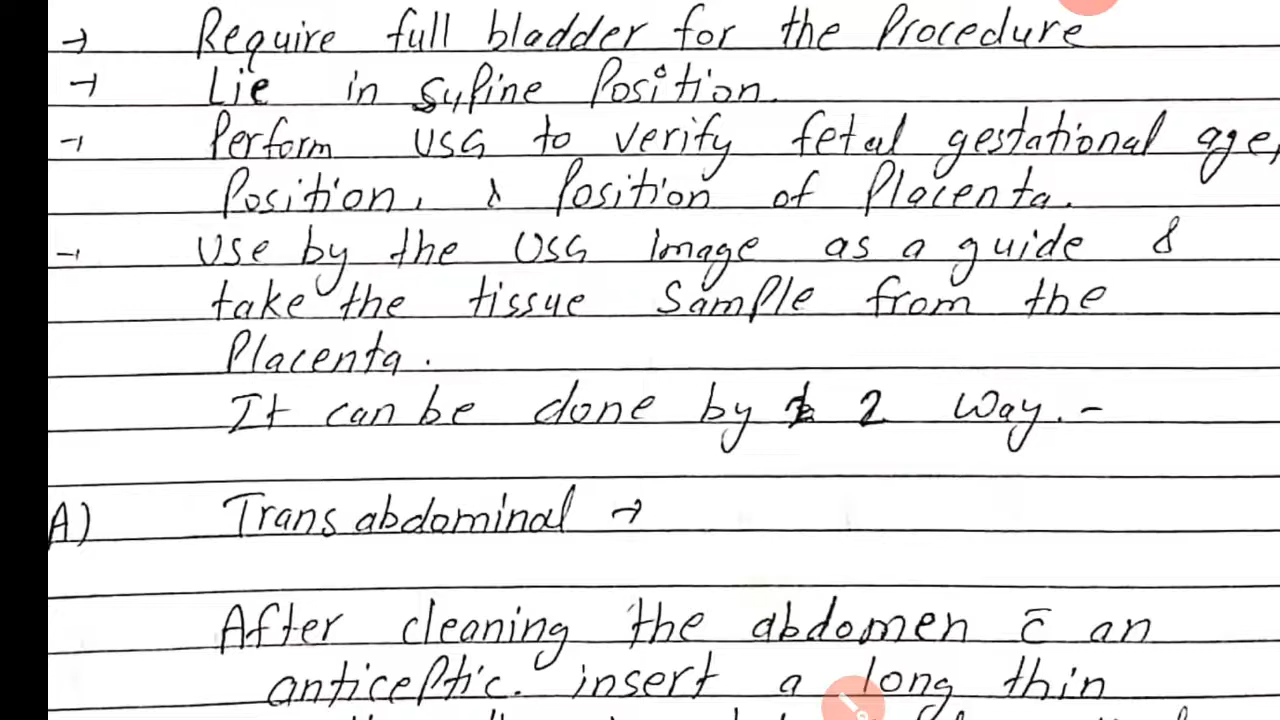 → Require full bladder for the Procedure
→ Lie in supine Position.
→ Perform USG to verify fetal gestational age,
Position, & Position of Placenta.
→ Use by the USG image as a guide &
take the tissue sample from the
Placenta.
It can be done by 2 way. -
A) Trans abdominal →
After cleaning the abdomen c̄ an
anticeptic. insert a long thin